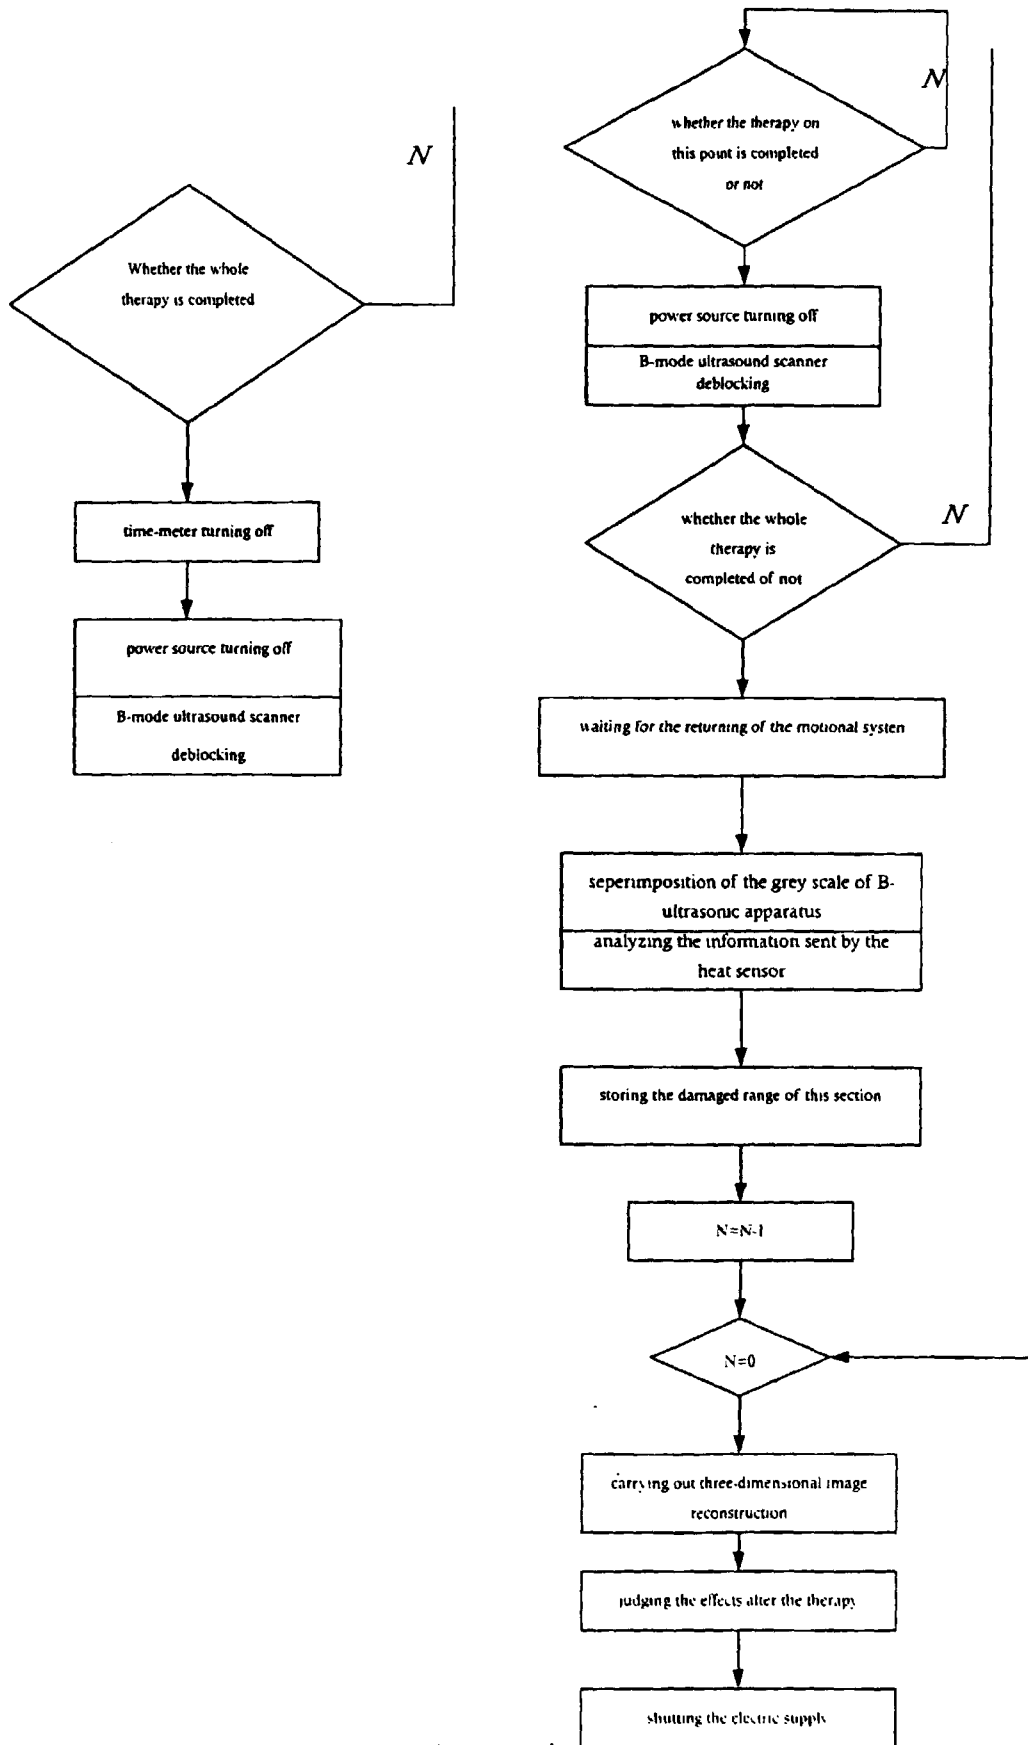 N
Whether the whole
therapy is completed
time-meter turning off
power source turning off
B-mode ultrasound scanner
deblocking
N
whether the therapy on
this point is completed
or not
power source turning off
B-mode ultrasound scanner
deblocking
N
whether the whole
therapy is
completed of not
waiting for the returning of the motional systen
seperimposition of the grey scale of B-
ultrasonic apparatus
analyzing the information sent by the
heat sensor
storing the damaged range of this section
N=N-1
N=0
carrying out three-dimensional image
reconstruction
judging the effects after the therapy
shutting the electric supply